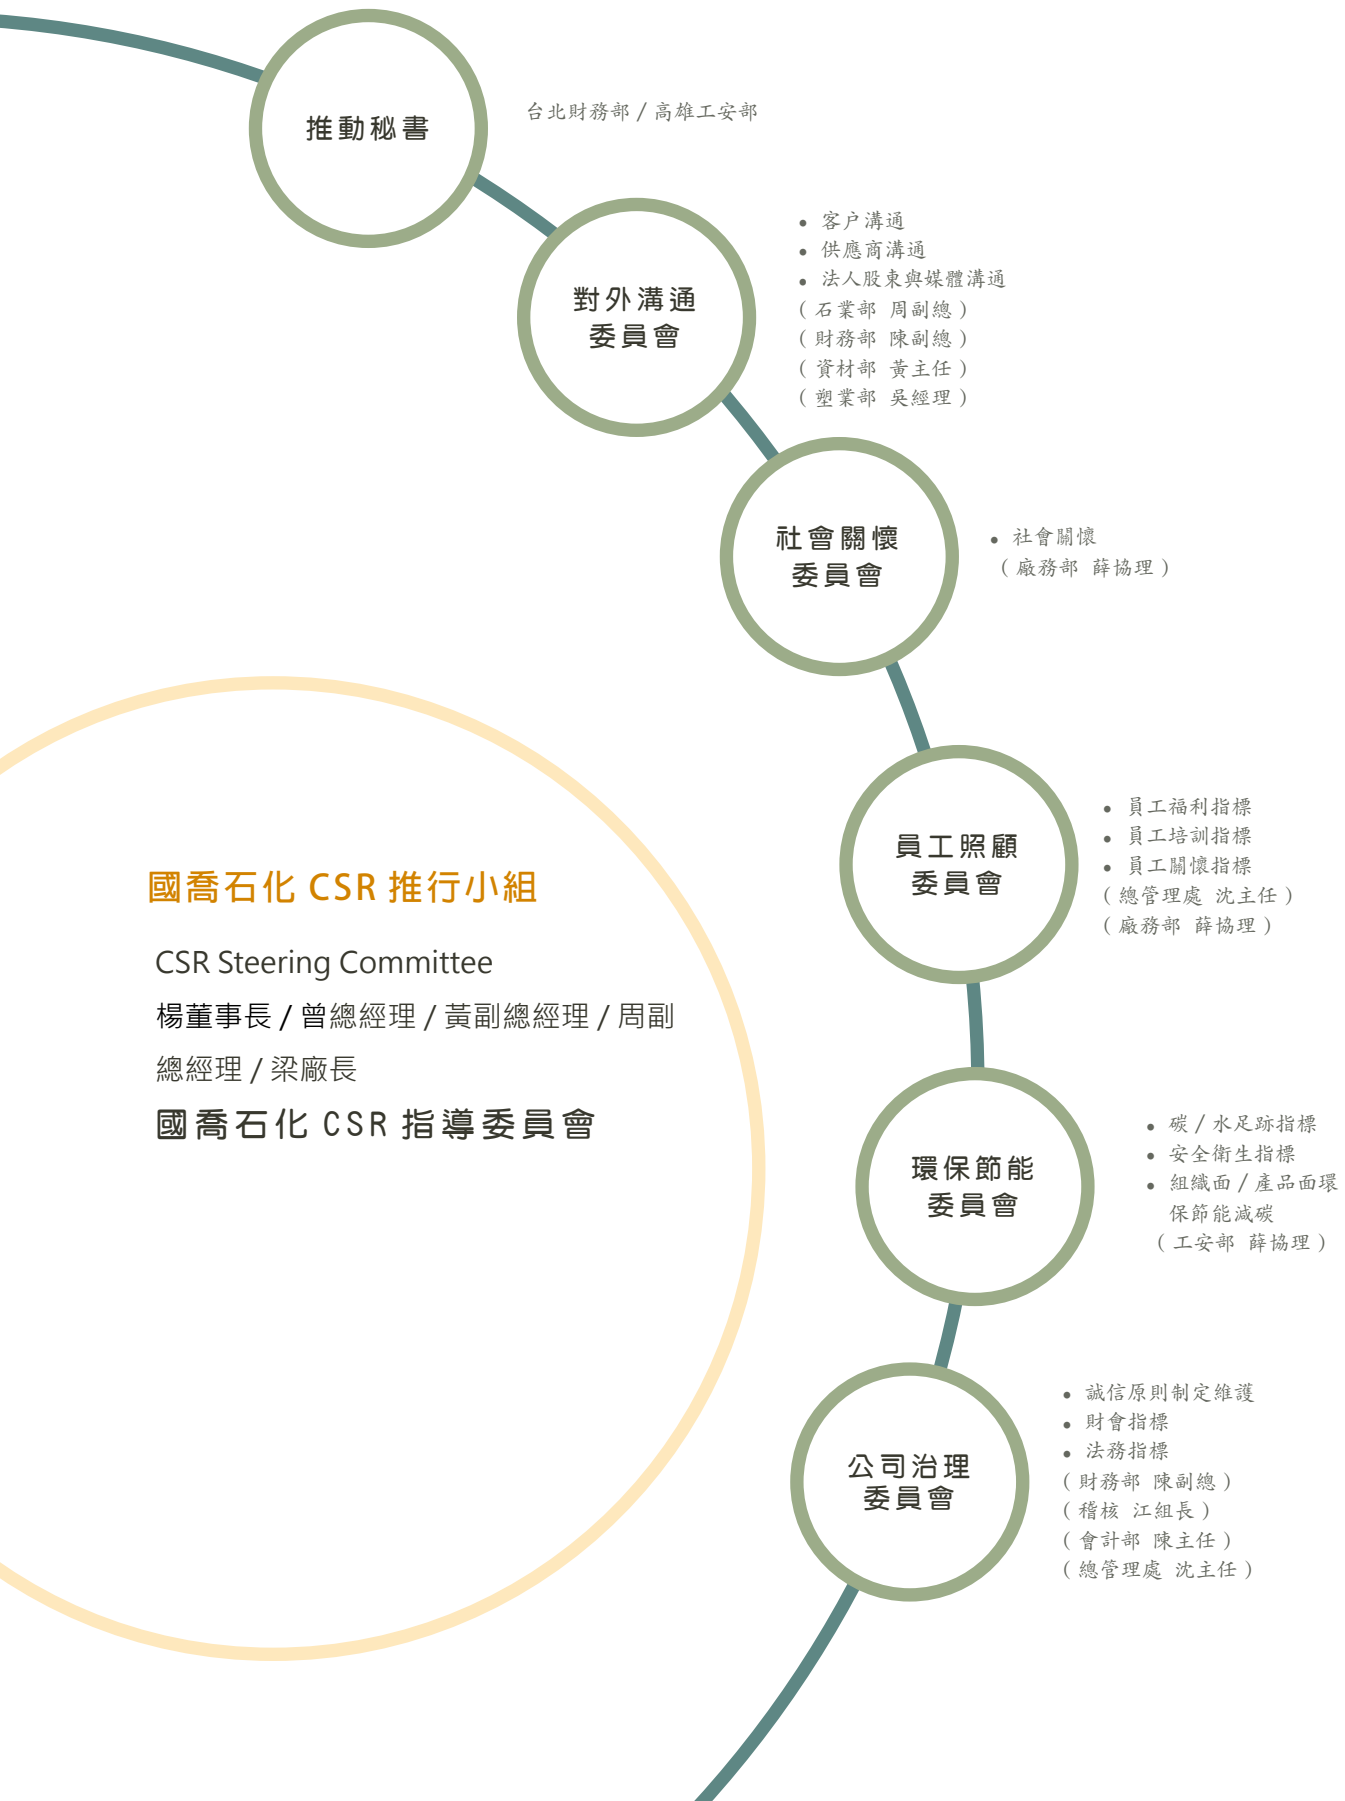 推動秘書
台北財務部 / 高雄工安部
對外溝通
委員會
• 客戶溝通
• 供應商溝通
• 法人股東與媒體溝通
( 石業部 周副總 )
( 財務部 陳副總 )
( 資材部 黃主任 )
( 塑業部 吳經理 )
社會關懷
委員會
• 社會關懷
( 廠務部 薛協理 )
員工照顧
委員會
• 員工福利指標
• 員工培訓指標
• 員工關懷指標
( 總管理處 沈主任 )
( 廠務部 薛協理 )
國喬石化 CSR 推行小組
CSR Steering Committee
楊董事長 / 曾總經理 / 黃副總經理 / 周副
總經理 / 梁廠長
國喬石化 CSR 指導委員會
環保節能
委員會
• 碳 / 水足跡指標
• 安全衛生指標
• 組織面 / 產品面環
保節能減碳
( 工安部 薛協理 )
公司治理
委員會
• 誠信原則制定維護
• 財會指標
• 法務指標
( 財務部 陳副總 )
( 稽核 江組長 )
( 會計部 陳主任 )
( 總管理處 沈主任 )